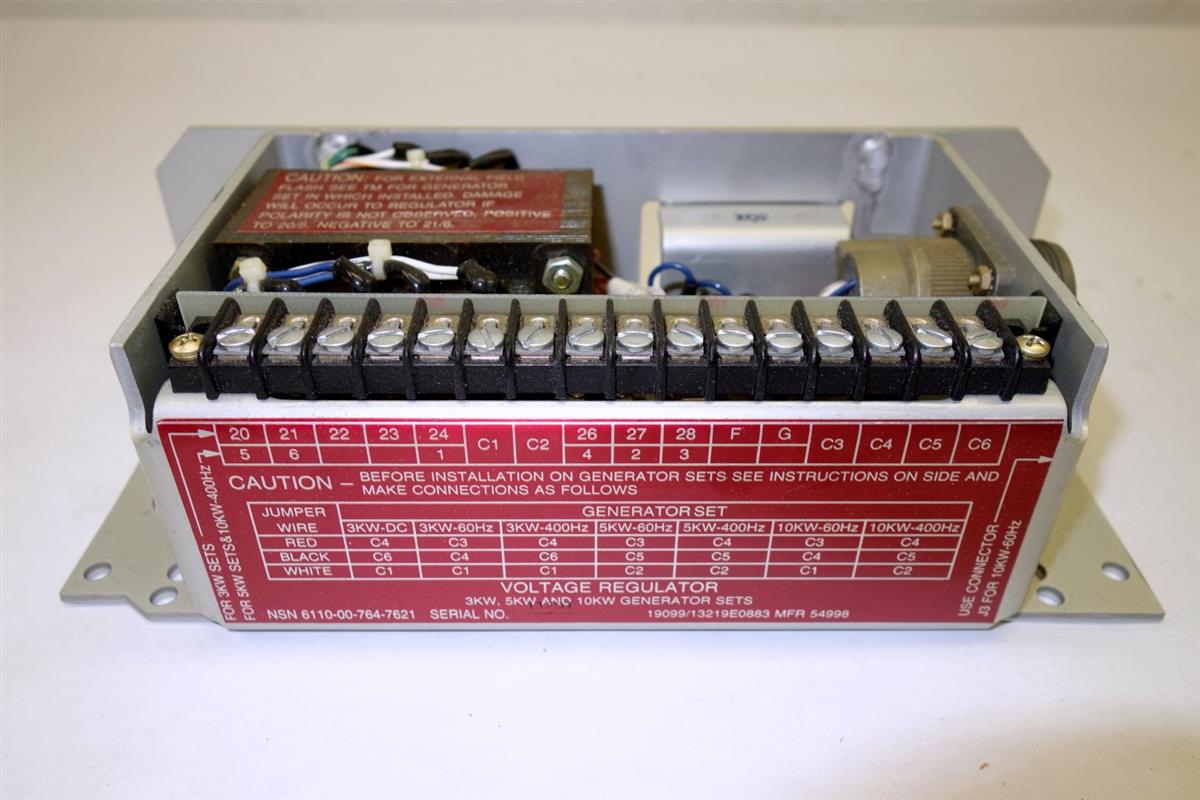 CAUTION: FOR EXTERNAL FIELD
FLASH SEE TM FOR GENERATOR
SET IN WHICH INSTALLED. DAMAGE
WILL OCCUR TO REGULATOR IF
POLARITY IS NOT OBSERVED. POSITIVE
TO 20/5, NEGATIVE TO 21/6.
20 21 22 23 24 C1 C2 26 27 28 F G C3 C4 C5 C6
5 6 1 4 2 3
CAUTION – BEFORE INSTALLATION ON GENERATOR SETS SEE INSTRUCTIONS ON SIDE AND
MAKE CONNECTIONS AS FOLLOWS
JUMPER GENERATOR SET
WIRE 3KW-DC 3KW-60Hz 3KW-400Hz 5KW-60Hz 5KW-400Hz 10KW-60Hz 10KW-400Hz
RED C4 C3 C4 C3 C4 C3 C4
BLACK C6 C4 C6 C5 C5 C4 C5
WHITE C1 C1 C1 C2 C2 C1 C2
VOLTAGE REGULATOR
3KW, 5KW AND 10KW GENERATOR SETS
NSN 6110-00-764-7621 SERIAL NO. 19099/13219E0883 MFR 54998
FOR 3KW SETS
FOR 5KW SETS & 10KW-400Hz
USE CONNECTOR
J3 FOR 10KW-60Hz